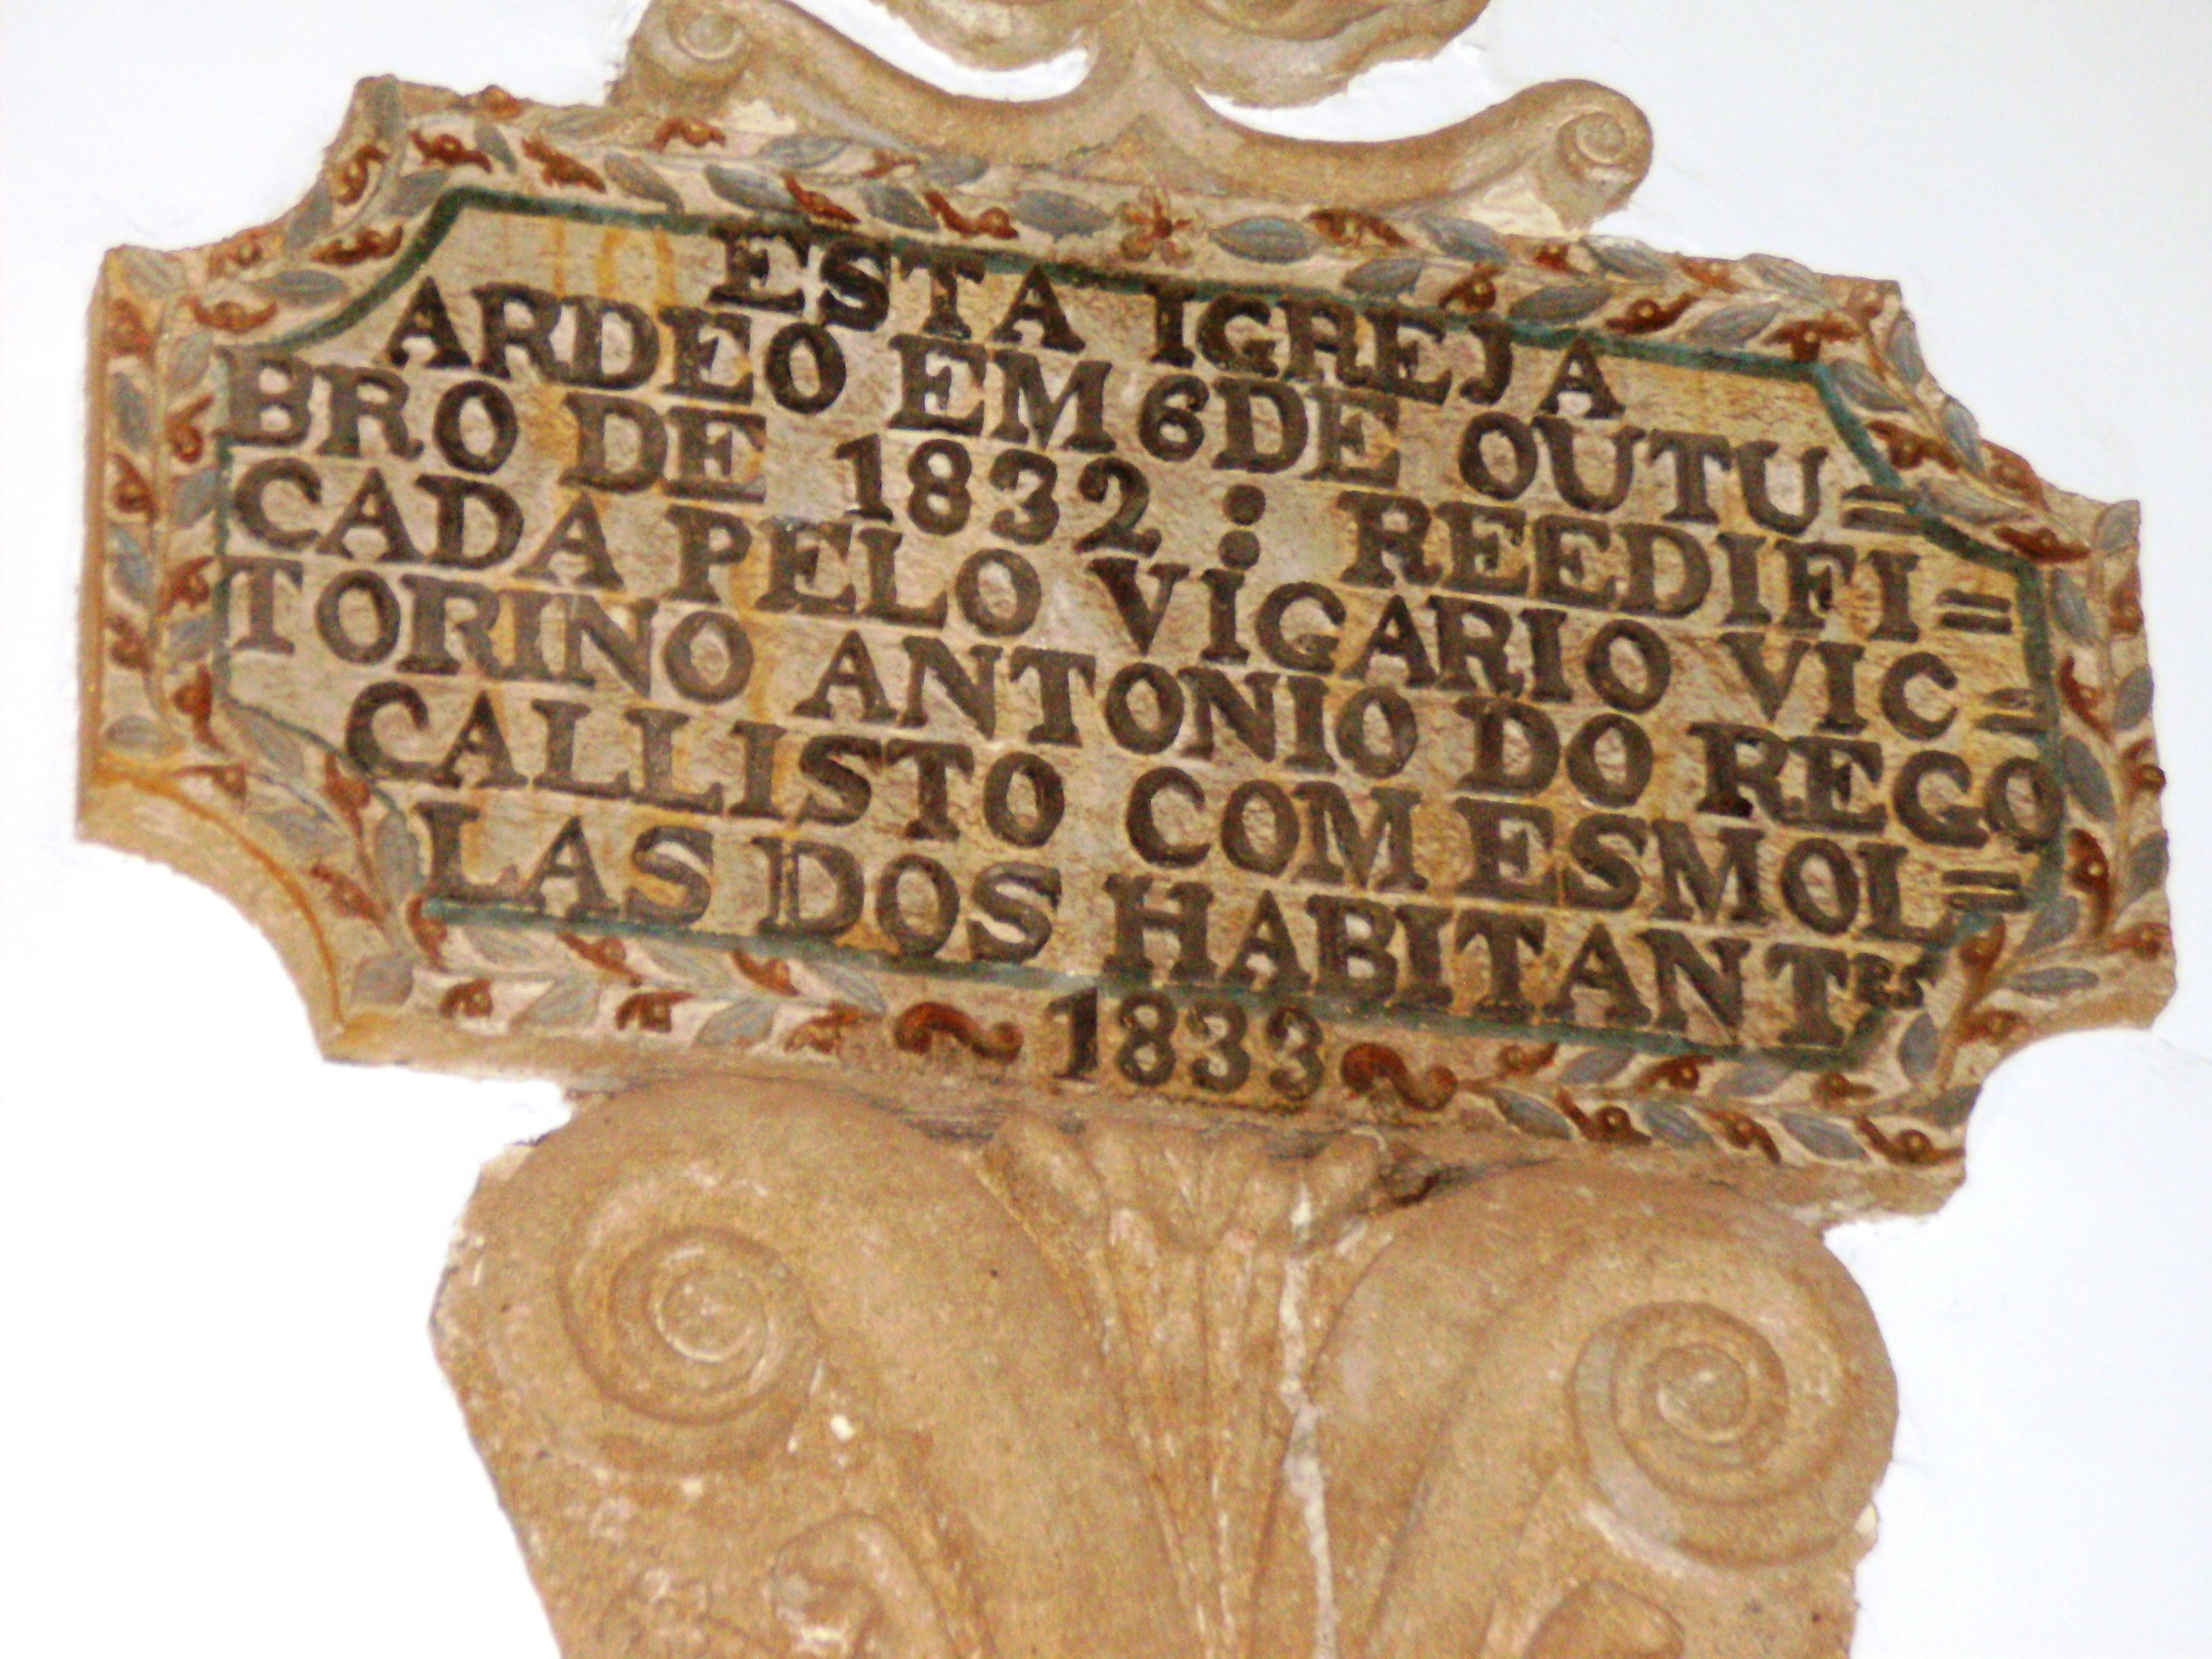 ESTA IGREJA
ARDEO EM 6 DE OUTU=
BRO DE 1832 : REEDIFI=
CADA PELO VIGARIO VIC=
TORINO ANTONIO DO REGO
CALLISTO COM ESMOL=
LAS DOS HABITANTES
1833